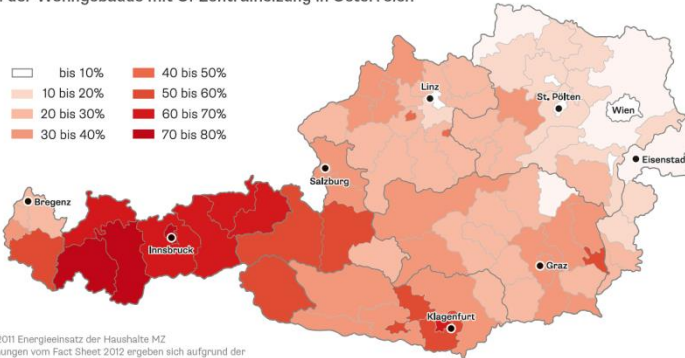 der Wohngebäude mit Öl-Zentralheizung in Österreich
bis 10%
10 bis 20%
20 bis 30%
30 bis 40%
40 bis 50%
50 bis 60%
60 bis 70%
70 bis 80%
Linz
St. Pölten
Wien
Eisenstad
Salzburg
Bregenz
Innsbruck
Graz
Klagenfurt
2011 Energieeinsatz der Haushalte MZ
ungen vom Fact Sheet 2012 ergeben sich aufgrund der